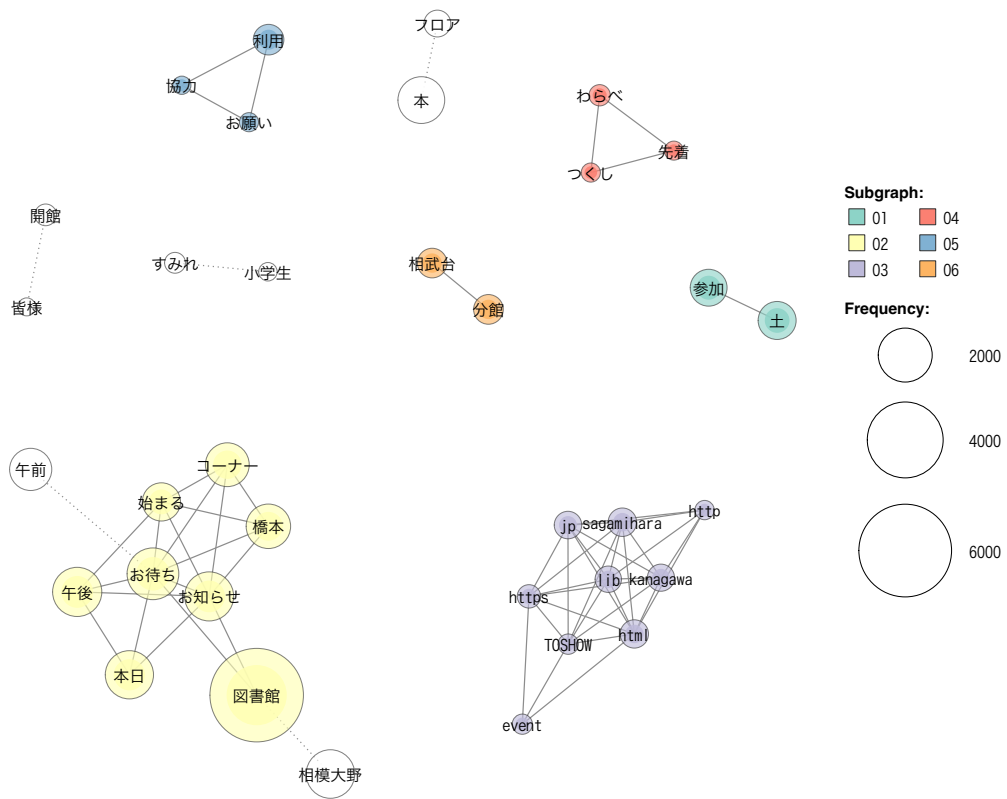 フロア
利用
協力
本
わらべ
お願い
先着
つくし
Subgraph:
開館
01
04
02
05
相武台
すみれ
小学生
03
06
参加
皆様
分館
土
Frequency:
2000
4000
コーナー
午前
始まる
http
橋本
jp
sagamihara
6000
お待ち
lib
kanagawa
午後
お知らせ
https
html
TOSHOW
本日
図書館
event
相模大野